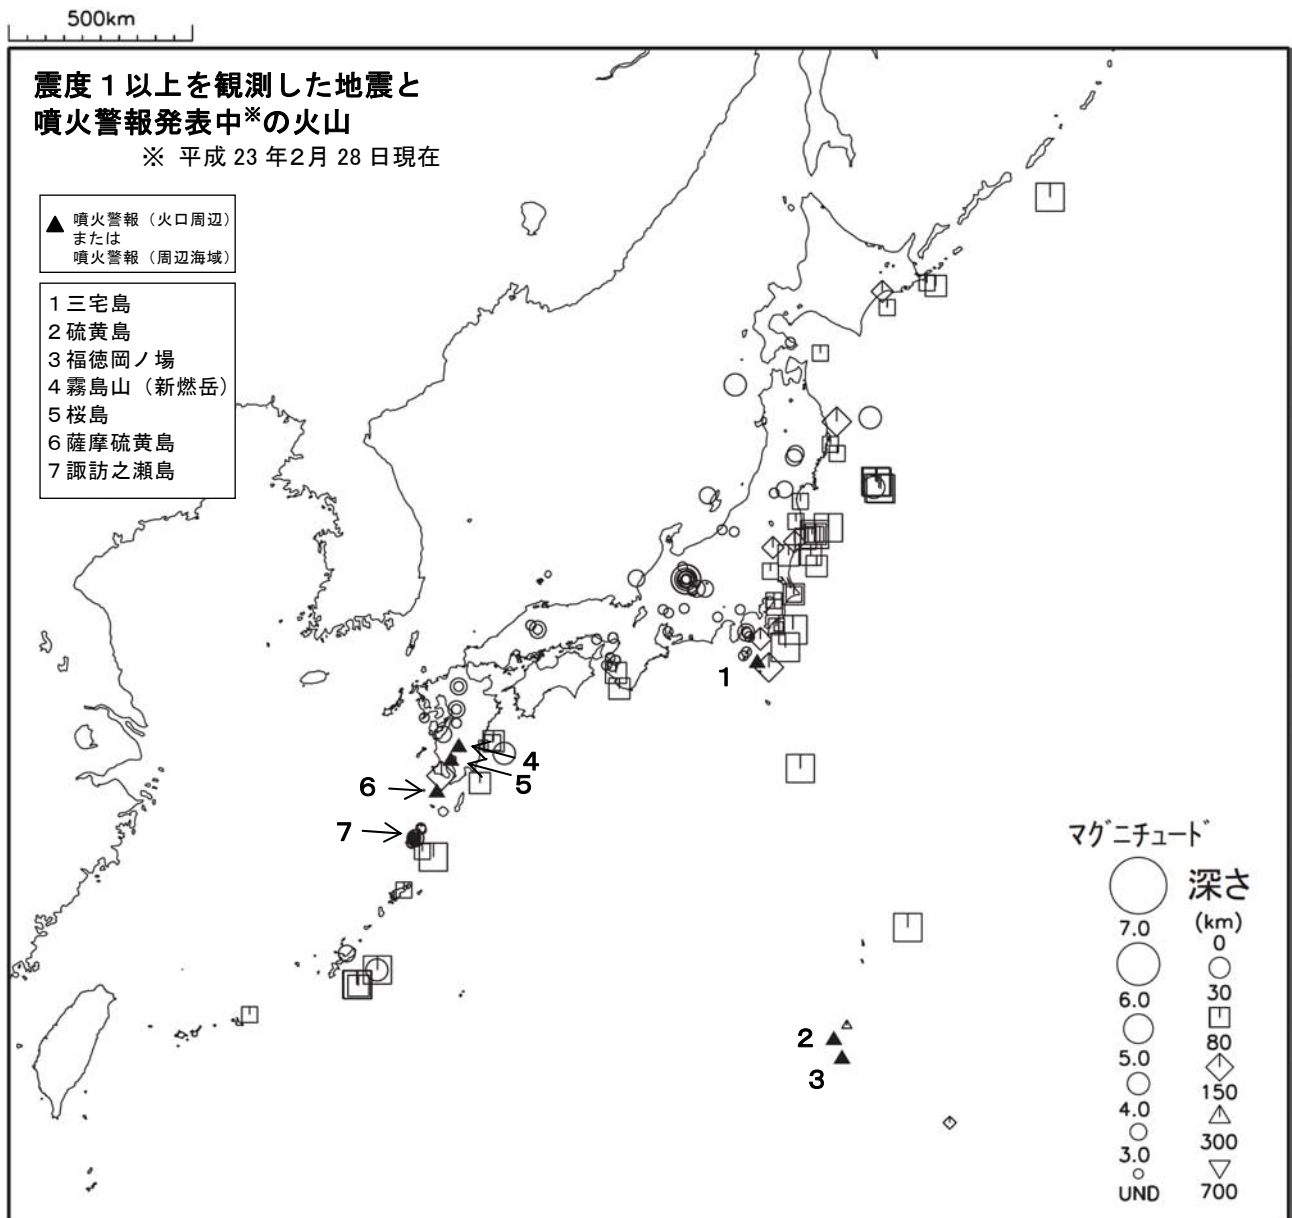 500km
震度１以上を観測した地震と
噴火警報発表中※の火山
※ 平成 23 年２月 28 日現在
▲ 噴火警報（火口周辺）
または
噴火警報（周辺海域）
１三宅島
２硫黄島
３福徳岡ノ場
４霧島山（新燃岳）
５桜島
６薩摩硫黄島
７諏訪之瀬島
1
4
5
6
7
2
3
マグニチュード
7.0
6.0
5.0
4.0
3.0
UND
深さ
(km)
0
30
80
150
300
700